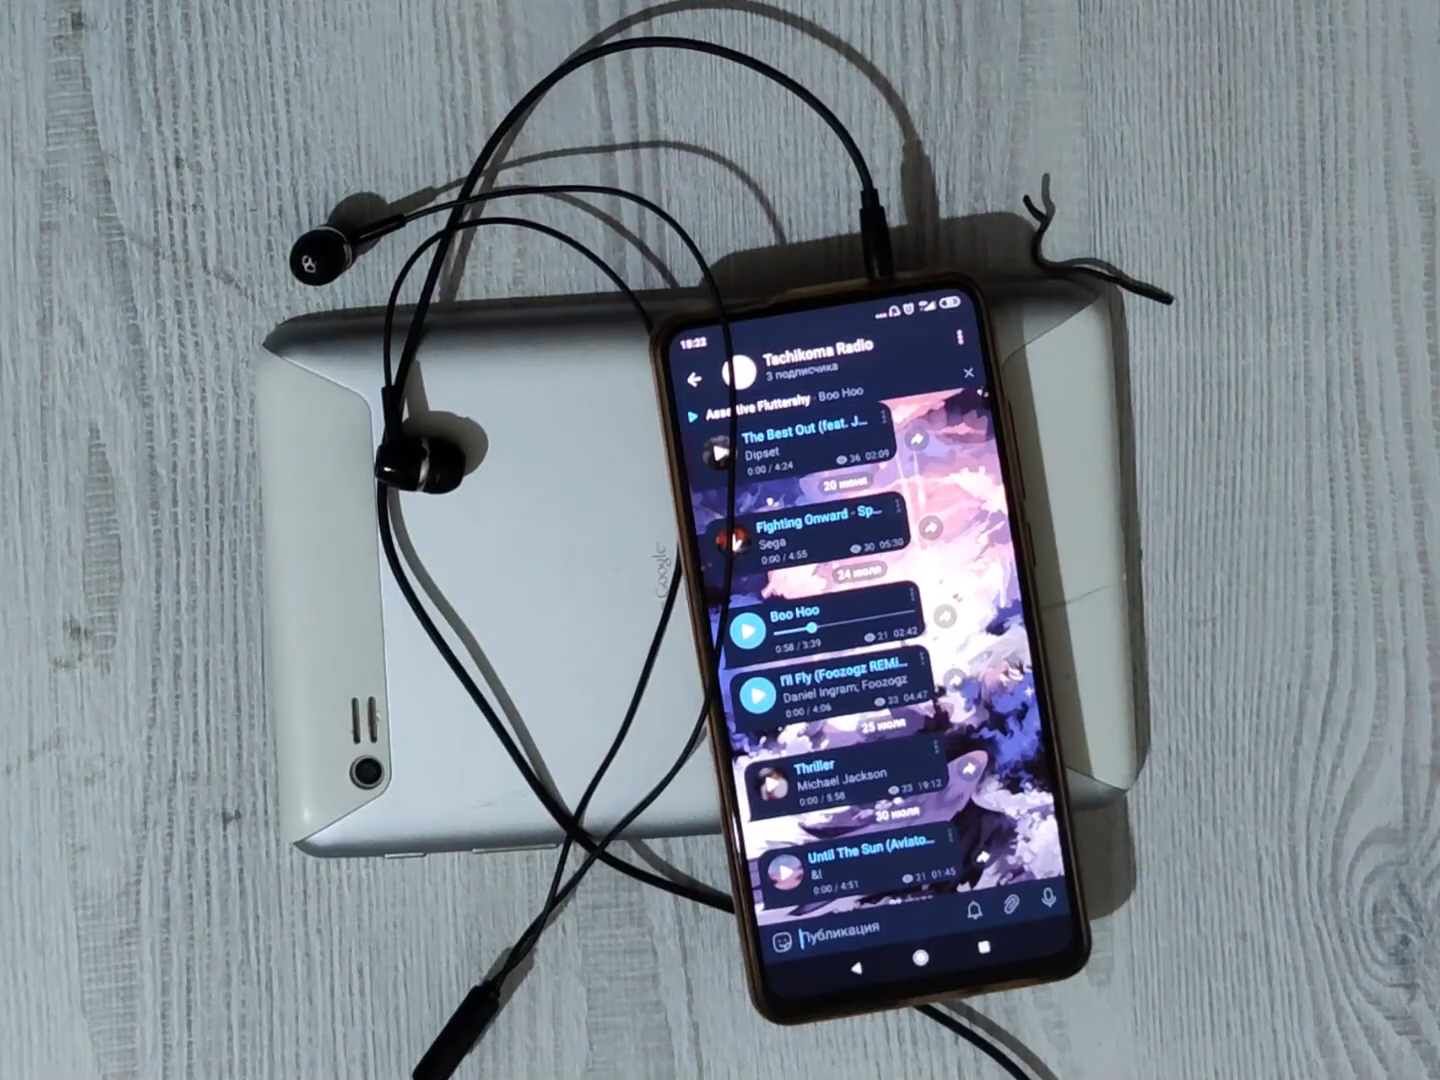 18:22
Tachikoma Radio
3 подписчика
Assertive Fluttershy - Boo Hoo
The Best Out (feat. J...
Dipset
0:00 / 4:24 36 02:09
20 июня
Fighting Onward - Sp...
Sega
0:00 / 4:55 30 05:30
24 июля
Boo Hoo
0:58 / 3:39 21 02:42
I'll Fly (Foozogz REMI...
Daniel Ingram; Foozogz
0:00 / 4:06 23 04:47
25 июля
Thriller
Michael Jackson
0:00 / 5:58 23 19:12
30 июля
Until The Sun (Aviato...
&I
0:00 / 4:51 21 01:45
Публикация
Google